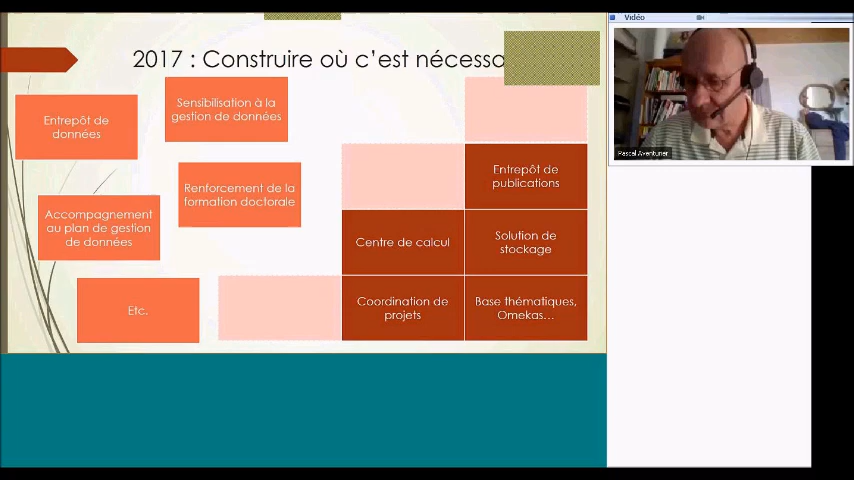 2017 : Construire où c’est nécessa
Entrepôt de
données
Sensibilisation à la
gestion de données
Renforcement de la
formation doctorale
Accompagnement
au plan de gestion
de données
Etc.
Entrepôt de
publications
Centre de calcul
Solution de
stockage
Coordination de
projets
Base thématiques,
Omekas…
Vidéo
Pascal Aventurier